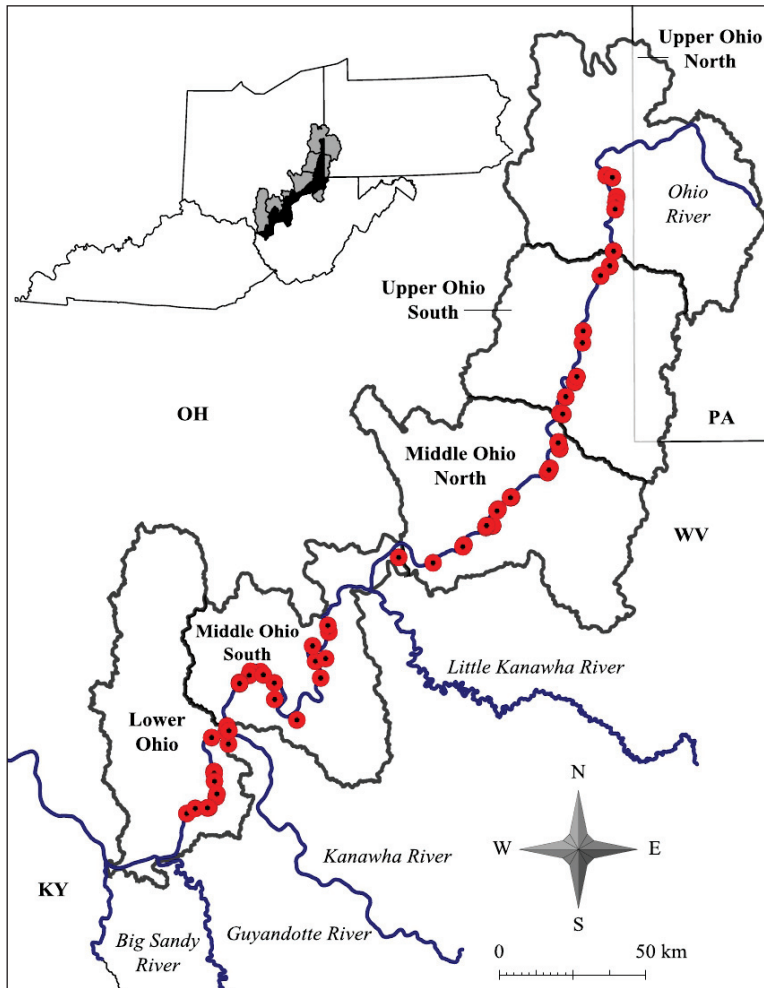 Upper Ohio
North
Ohio
River
Upper Ohio
South
OH
PA
Middle Ohio
North
WV
Middle Ohio
South
Little Kanawha River
Lower
Ohio
N
W
E
S
Kanawha River
KY
Big Sandy
River
Guyandotte River
0
50 km